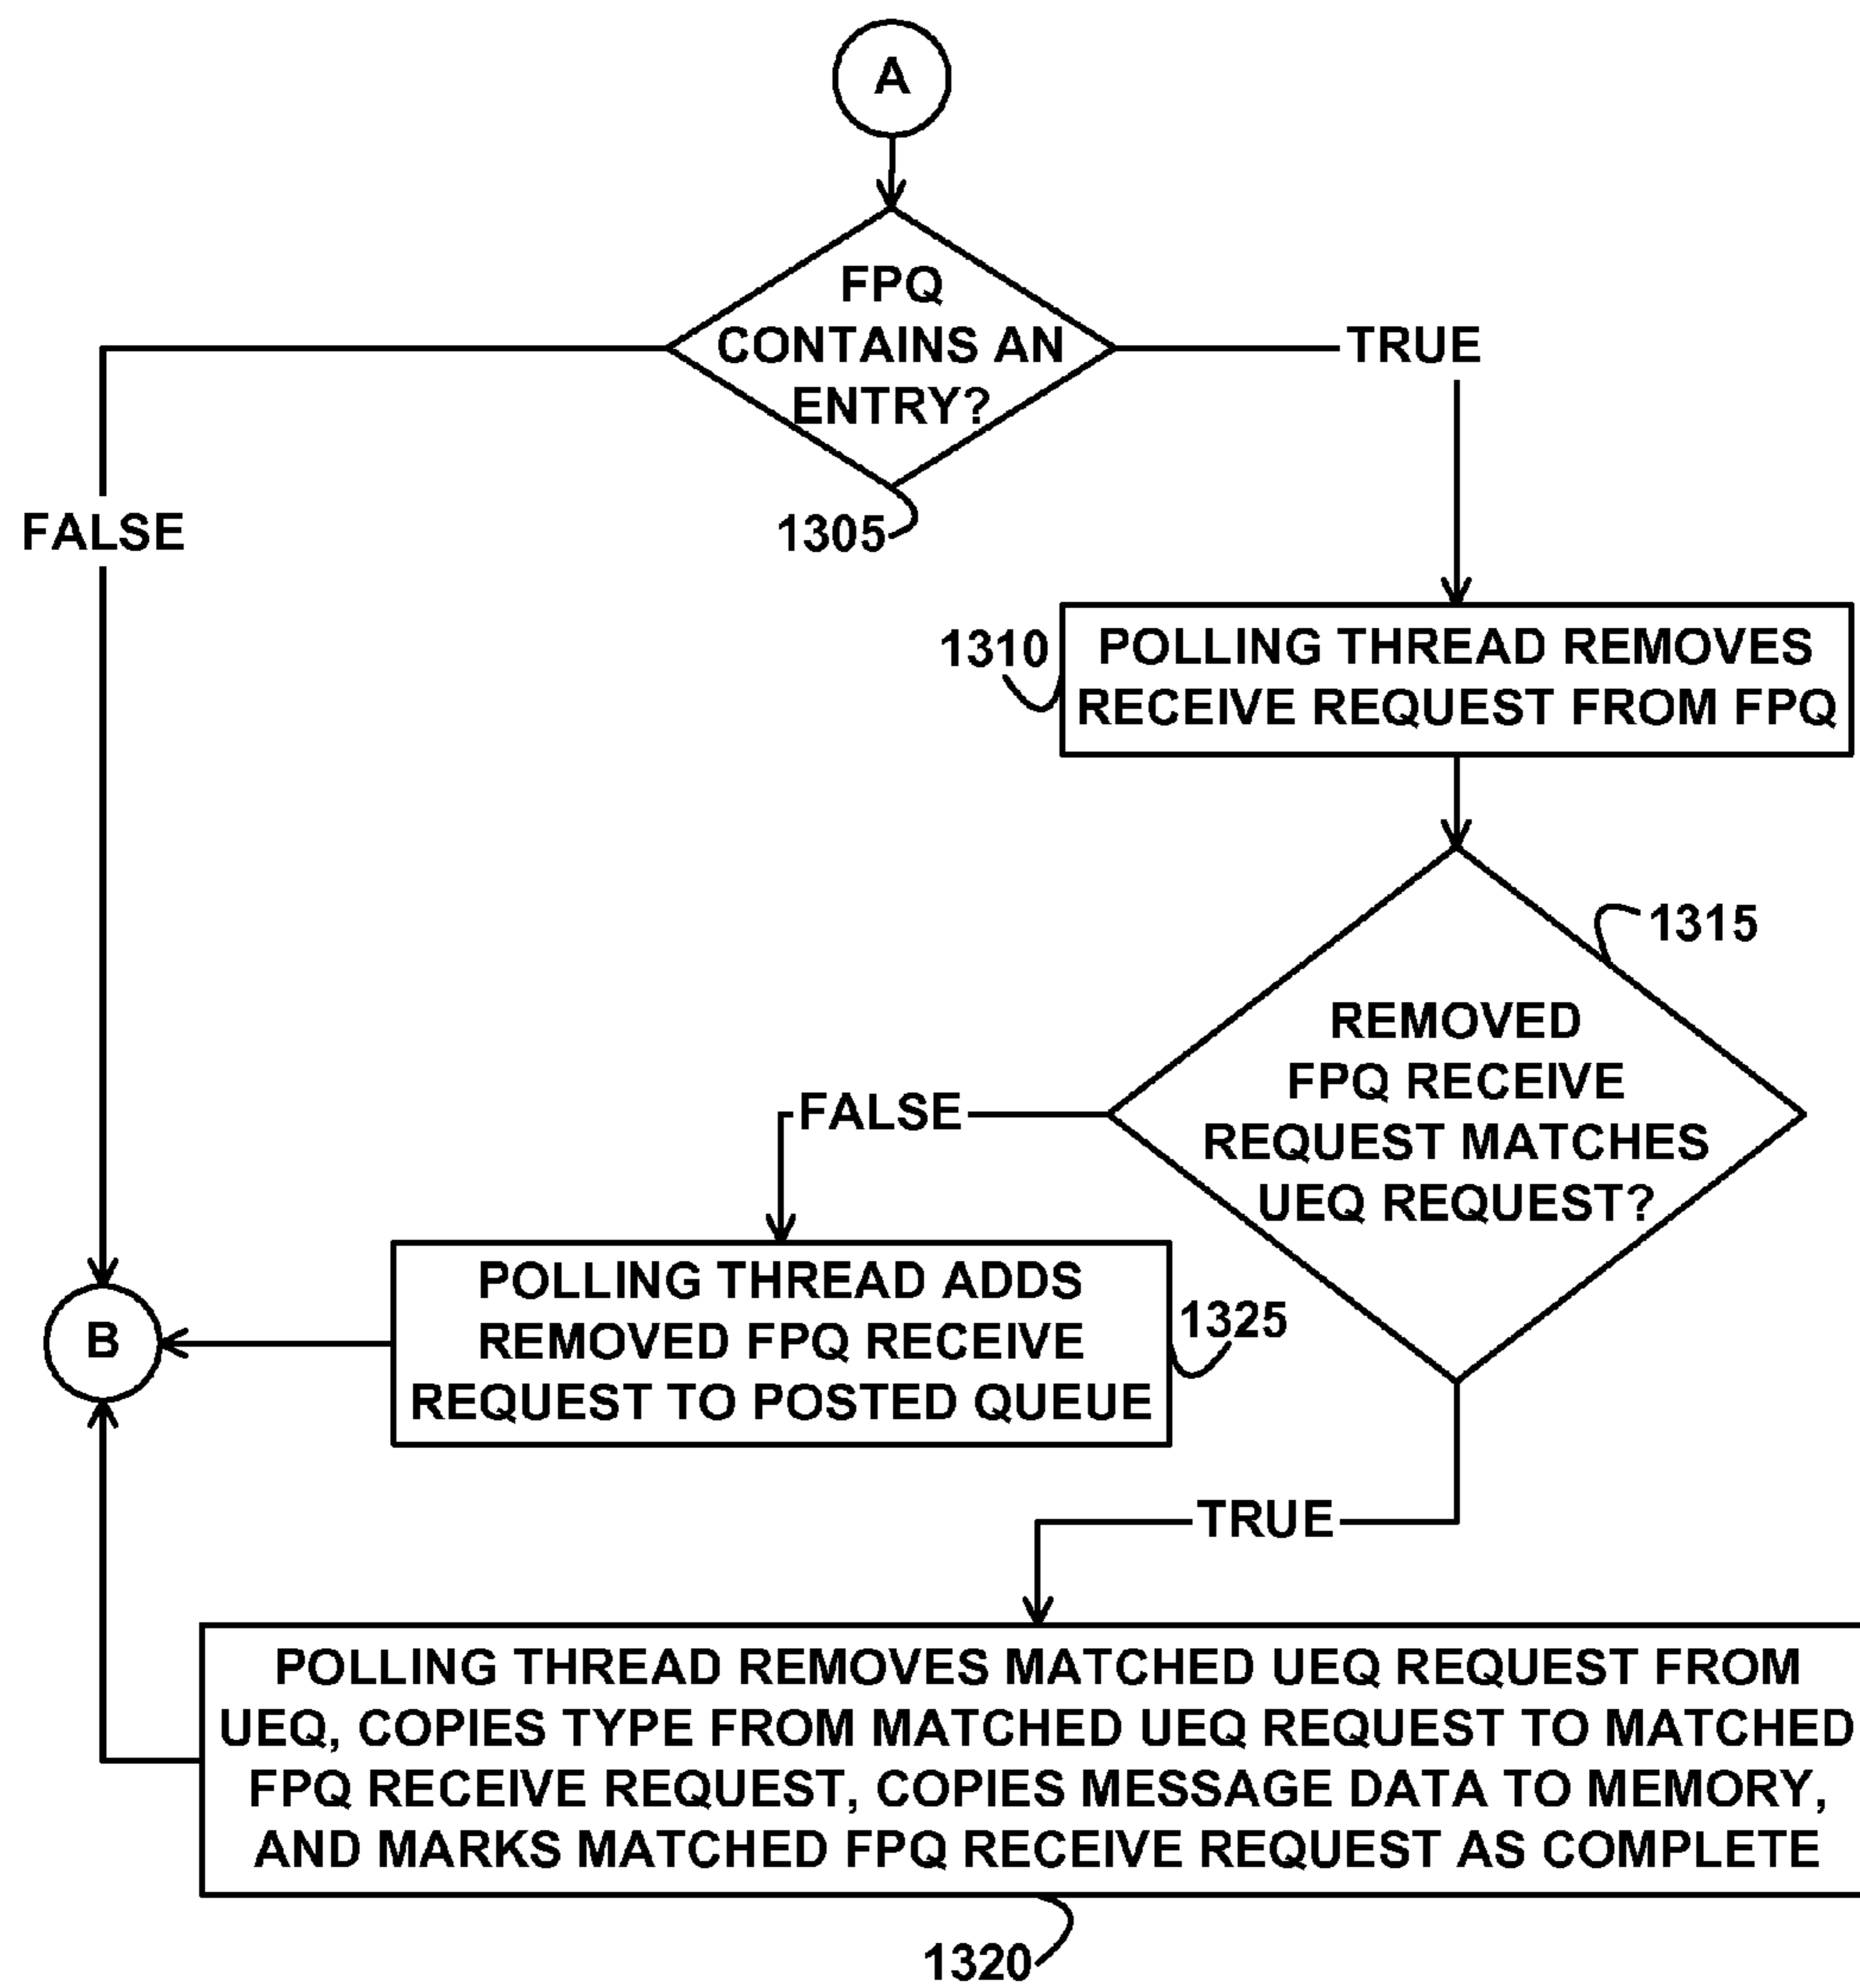 A
FPQ
CONTAINS AN
ENTRY?
TRUE
FALSE
1305
1310
POLLING THREAD REMOVES
RECEIVE REQUEST FROM FPQ
1315
REMOVED
FPQ RECEIVE
REQUEST MATCHES
UEQ REQUEST?
FALSE
POLLING THREAD ADDS
REMOVED FPQ RECEIVE
REQUEST TO POSTED QUEUE
1325
B
TRUE
POLLING THREAD REMOVES MATCHED UEQ REQUEST FROM
UEQ, COPIES TYPE FROM MATCHED UEQ REQUEST TO MATCHED
FPQ RECEIVE REQUEST, COPIES MESSAGE DATA TO MEMORY,
AND MARKS MATCHED FPQ RECEIVE REQUEST AS COMPLETE
1320